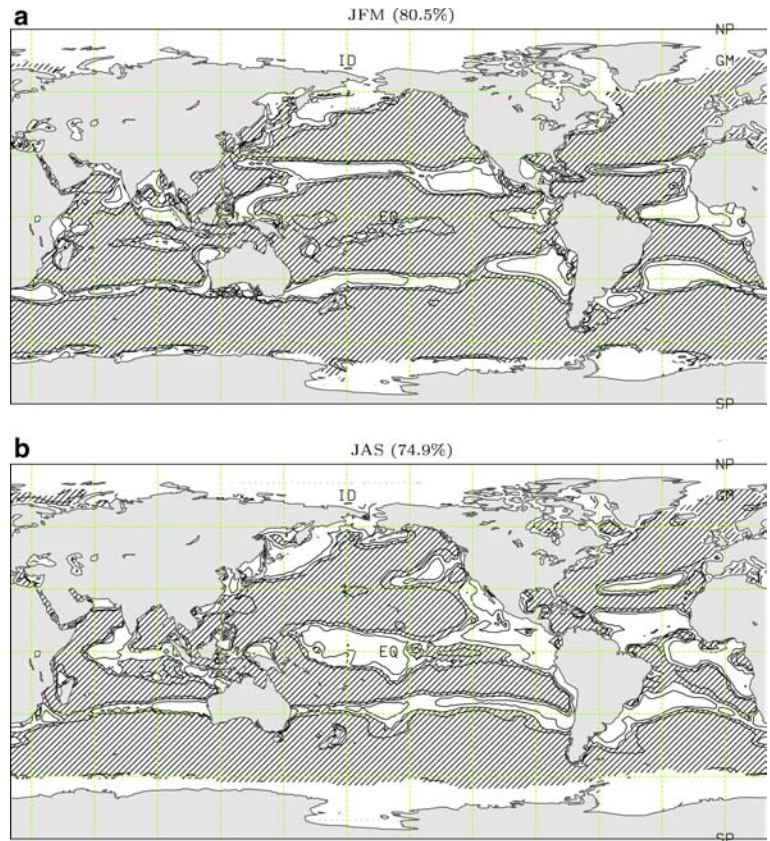 a
JFM (80.5%)
NP
ID
GM
EQ
SP
b
JAS (74.9%)
NP
ID
GM
EQ
SP